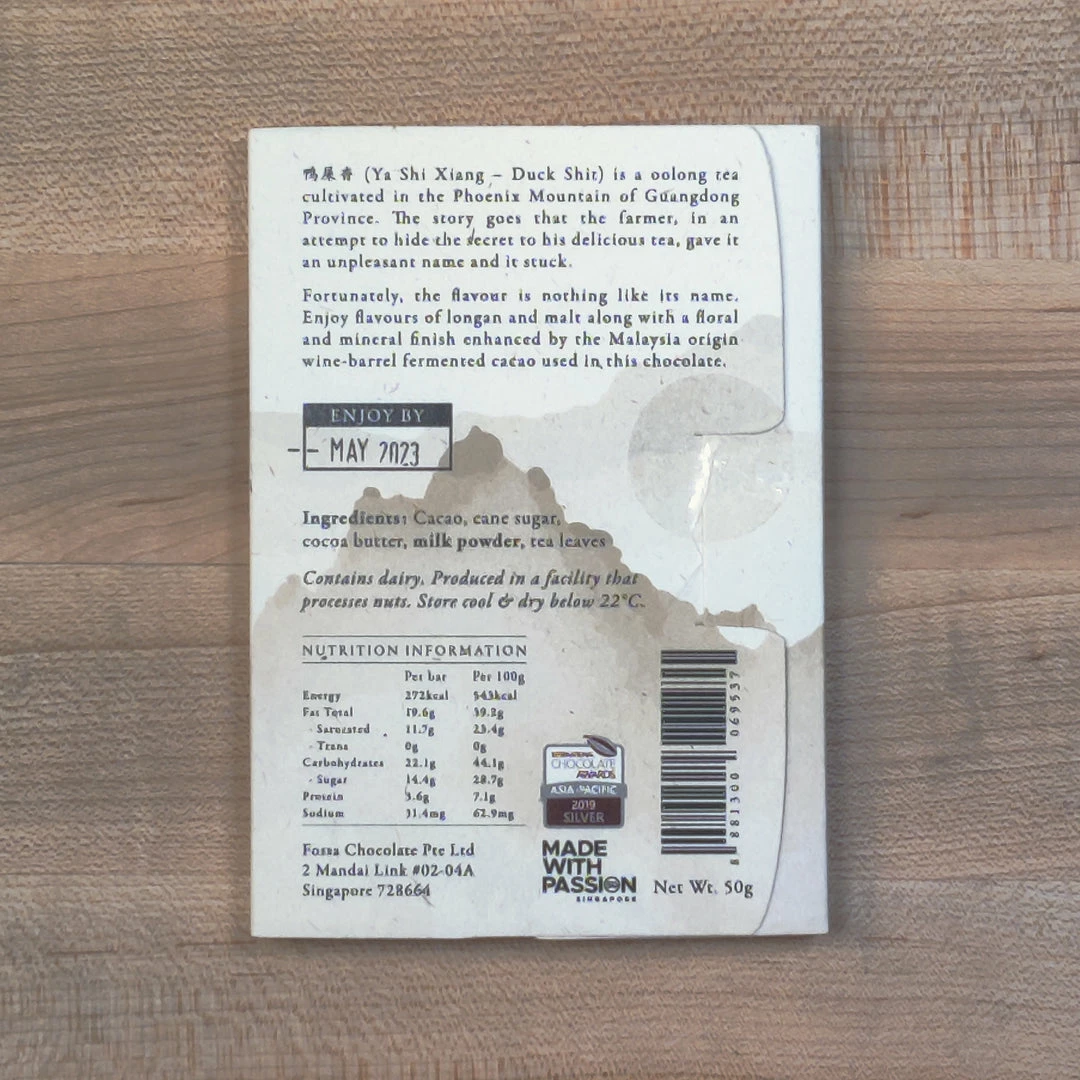 鸭屎香 (Ya Shi Xiang – Duck Shit) is a oolong tea
cultivated in the Phoenix Mountain of Guangdong
Province. The story goes that the farmer, in an
attempt to hide the secret to his delicious tea, gave it
an unpleasant name and it stuck.
Fortunately, the flavour is nothing like its name.
Enjoy flavours of longan and malt along with a floral
and mineral finish enhanced by the Malaysia origin
wine-barrel fermented cacao used in this chocolate.
ENJOY BY
-- MAY 2023
Ingredients: Cacao, cane sugar,
cocoa butter, milk powder, tea leaves
Contains dairy. Produced in a facility that
processes nuts. Store cool & dry below 22°C.
NUTRITION INFORMATION
Per bar Per 100g
Energy 272kcal 543kcal
Fat Total 19.6g 39.2g
- Saturated 11.7g 23.4g
- Trans 0g 0g
Carbohydrates 22.1g 44.1g
- Sugar 14.4g 28.7g
Protein 3.6g 7.1g
Sodium 31.4mg 62.9mg
Fossa Chocolate Pte Ltd
2 Mandai Link #02-04A
Singapore 728664
INTERNATIONAL
CHOCOLATE
AWARDS
ASIA-PACIFIC
2019
SILVER
MADE
WITH
PASSION
SINGAPORE
8 881300 069537
Net Wt. 50g